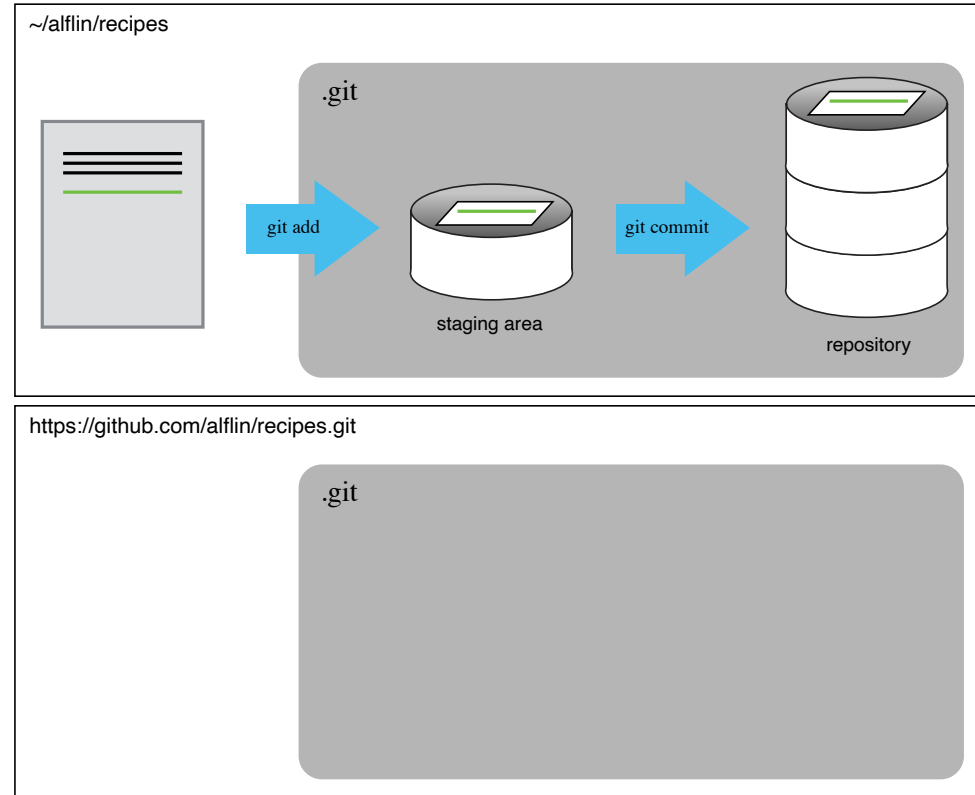 ~/alflin/recipes
.git
git add
git commit
staging area
repository
https://github.com/alflin/recipes.git
.git